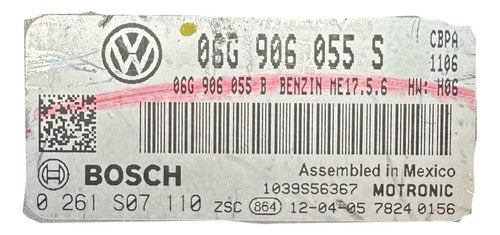 06G 906 055 S CBPA
1106
06G 906 055 B BENZIN ME17.5.6 HW: H06
BOSCH
Assembled in Mexico
1039S56367 MOTRONIC
0 261 S07 110 ZSC 864 12-04-05 7824 0156